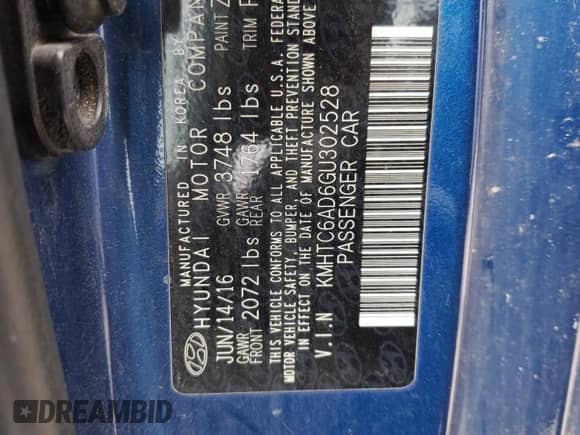 MANUFACTURED IN KOREA BY
HYUNDAI MOTOR COMPANY
JUN/14/16 GVWR 3748 lbs PAINT
GAWR FRONT 2072 lbs GAWR REAR 1764 lbs TRIM
THIS VEHICLE CONFORMS TO ALL APPLICABLE U.S.A. FEDERAL
MOTOR VEHICLE SAFETY, BUMPER, AND THEFT PREVENTION
IN EFFECT ON THE DATE OF MANUFACTURE SHOWN ABOVE
V.I.N KMHTC6AD6GU302528
PASSENGER CAR
DREAMBID